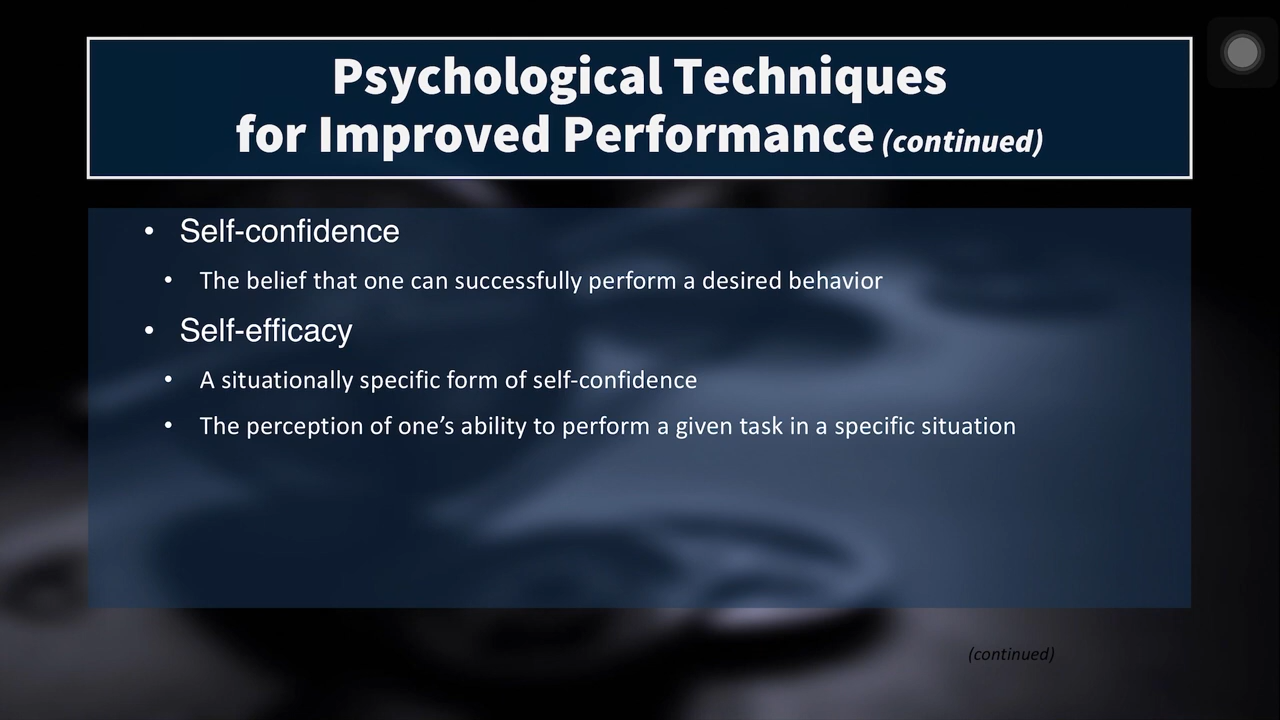 Psychological Techniques
for Improved Performance (continued)
• Self-confidence
• The belief that one can successfully perform a desired behavior
• Self-efficacy
• A situationally specific form of self-confidence
• The perception of one’s ability to perform a given task in a specific situation
(continued)